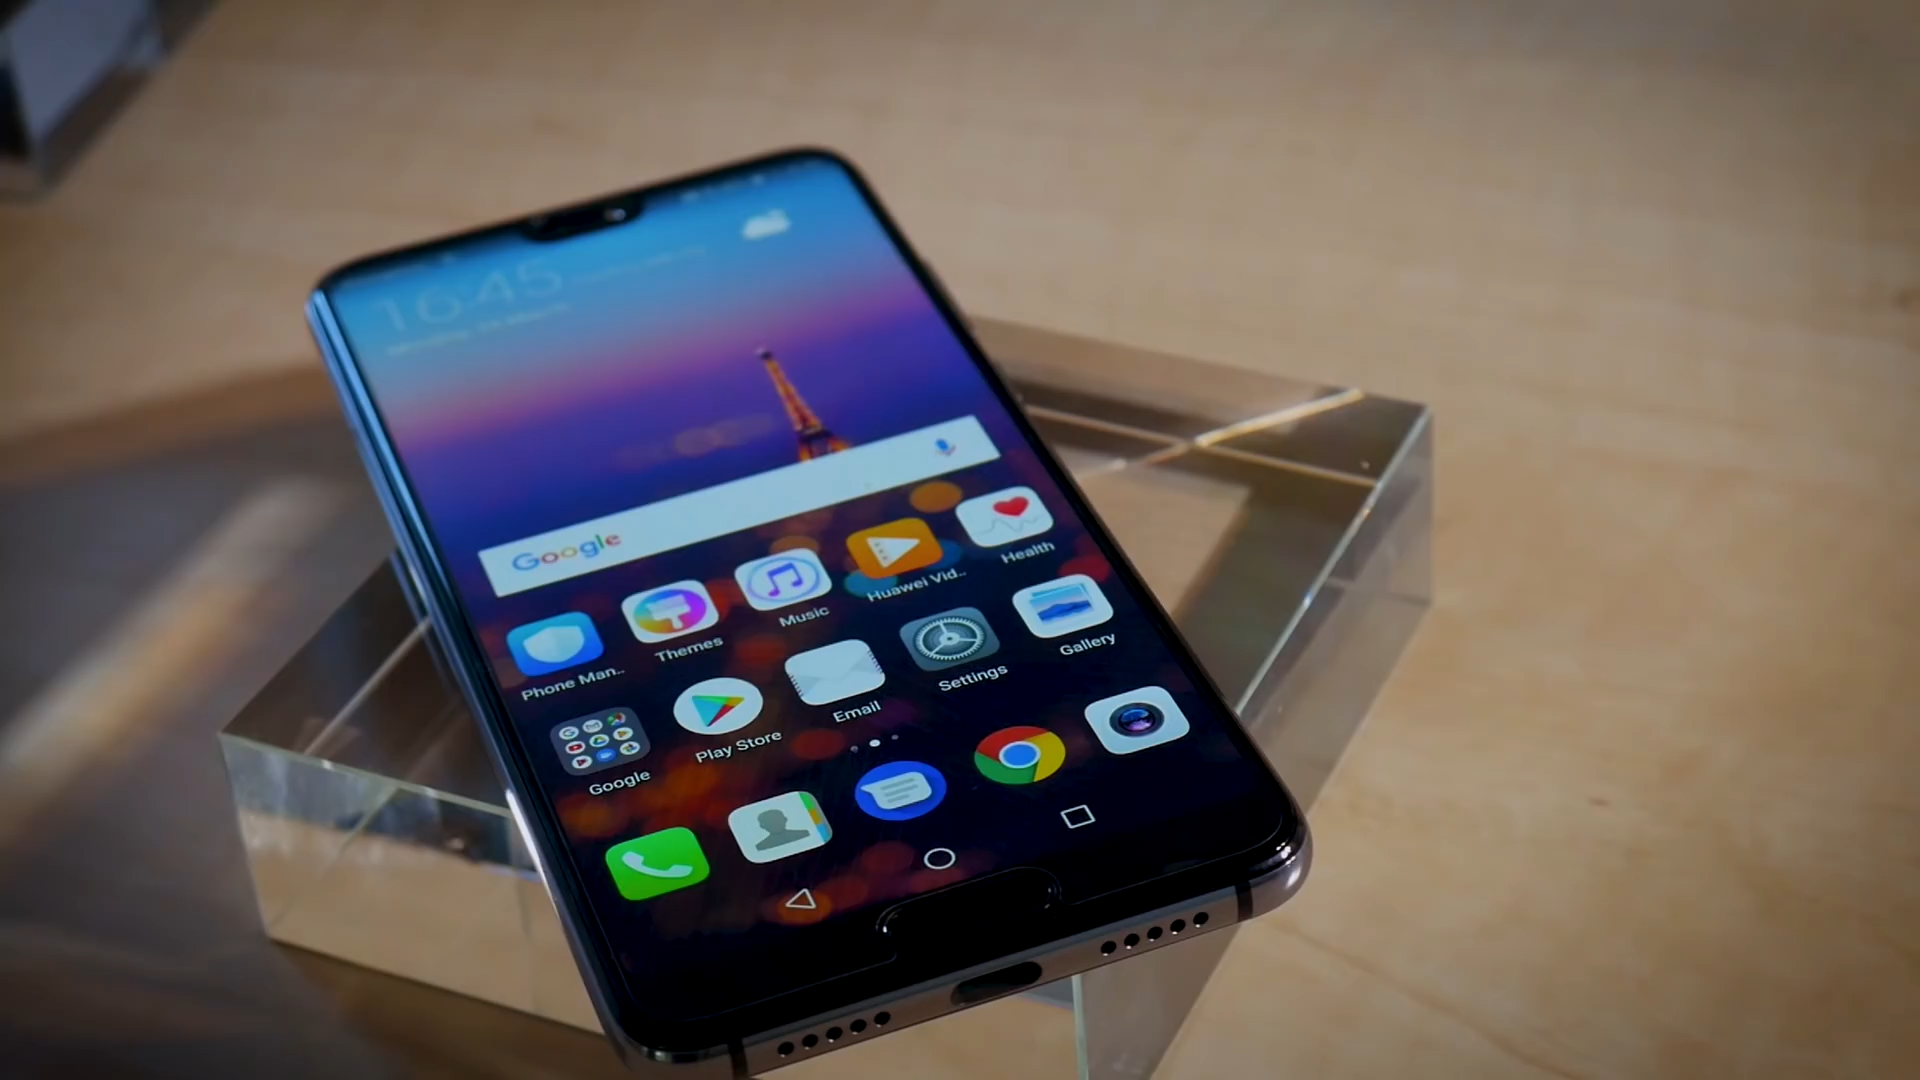 16:45
Google
Phone Man..
Themes
Music
Huawei Vid..
Health
Google
Play Store
Email
Settings
Gallery